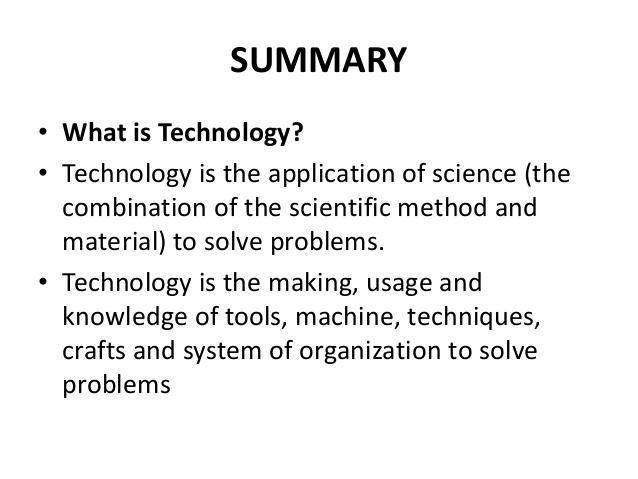 SUMMARY
• What is Technology?
• Technology is the application of science (the
combination of the scientific method and
material) to solve problems.
• Technology is the making, usage and
knowledge of tools, machine, techniques,
crafts and system of organization to solve
problems